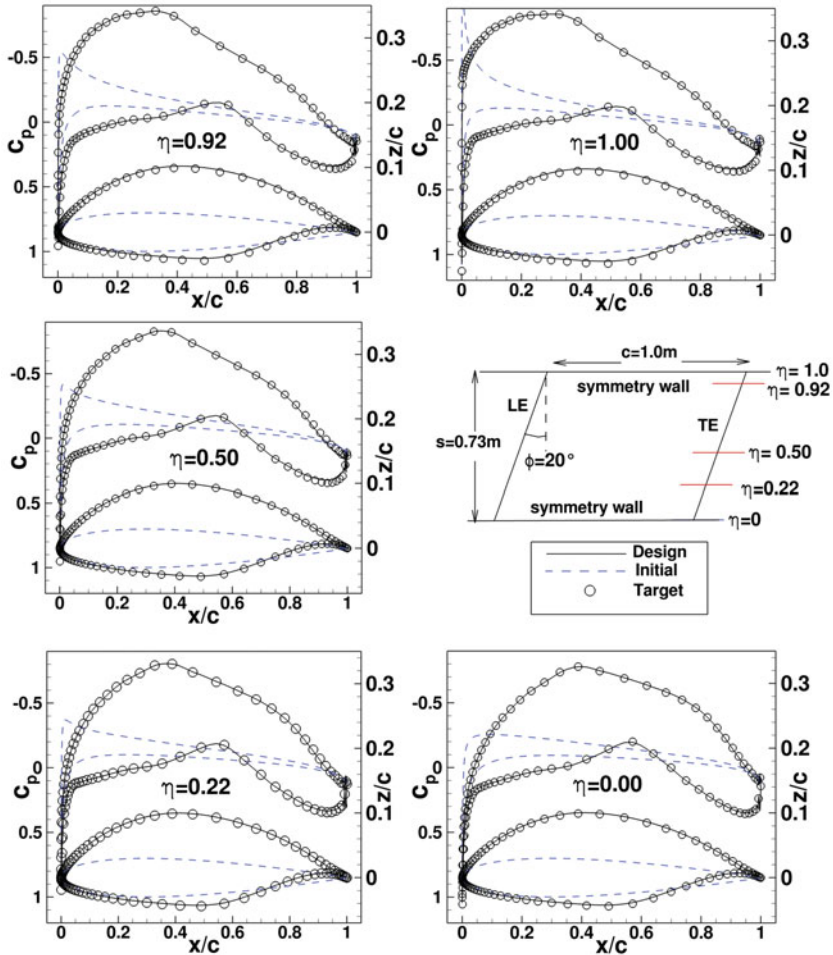 -0.5
0
0.5
1
Cp
0.3
0.2
0.1
0
z/c
η=0.92
0 0.2 0.4 0.6 0.8 1
x/c
-0.5
0
0.5
1
Cp
0.3
0.2
0.1
0
z/c
η=1.00
0 0.2 0.4 0.6 0.8 1
x/c
-0.5
0
0.5
1
Cp
0.3
0.2
0.1
0
z/c
η=0.50
0 0.2 0.4 0.6 0.8 1
x/c
c=1.0m
η= 1.0
symmetry wall
η= 0.92
LE
TE
s=0.73m
η= 0.50
ϕ=20°
η=0.22
symmetry wall
η=0
Design
Initial
Target
-0.5
0
0.5
1
Cp
0.3
0.2
0.1
0
z/c
η=0.22
0 0.2 0.4 0.6 0.8 1
x/c
-0.5
0
0.5
1
Cp
0.3
0.2
0.1
0
z/c
η=0.00
0 0.2 0.4 0.6 0.8 1
x/c